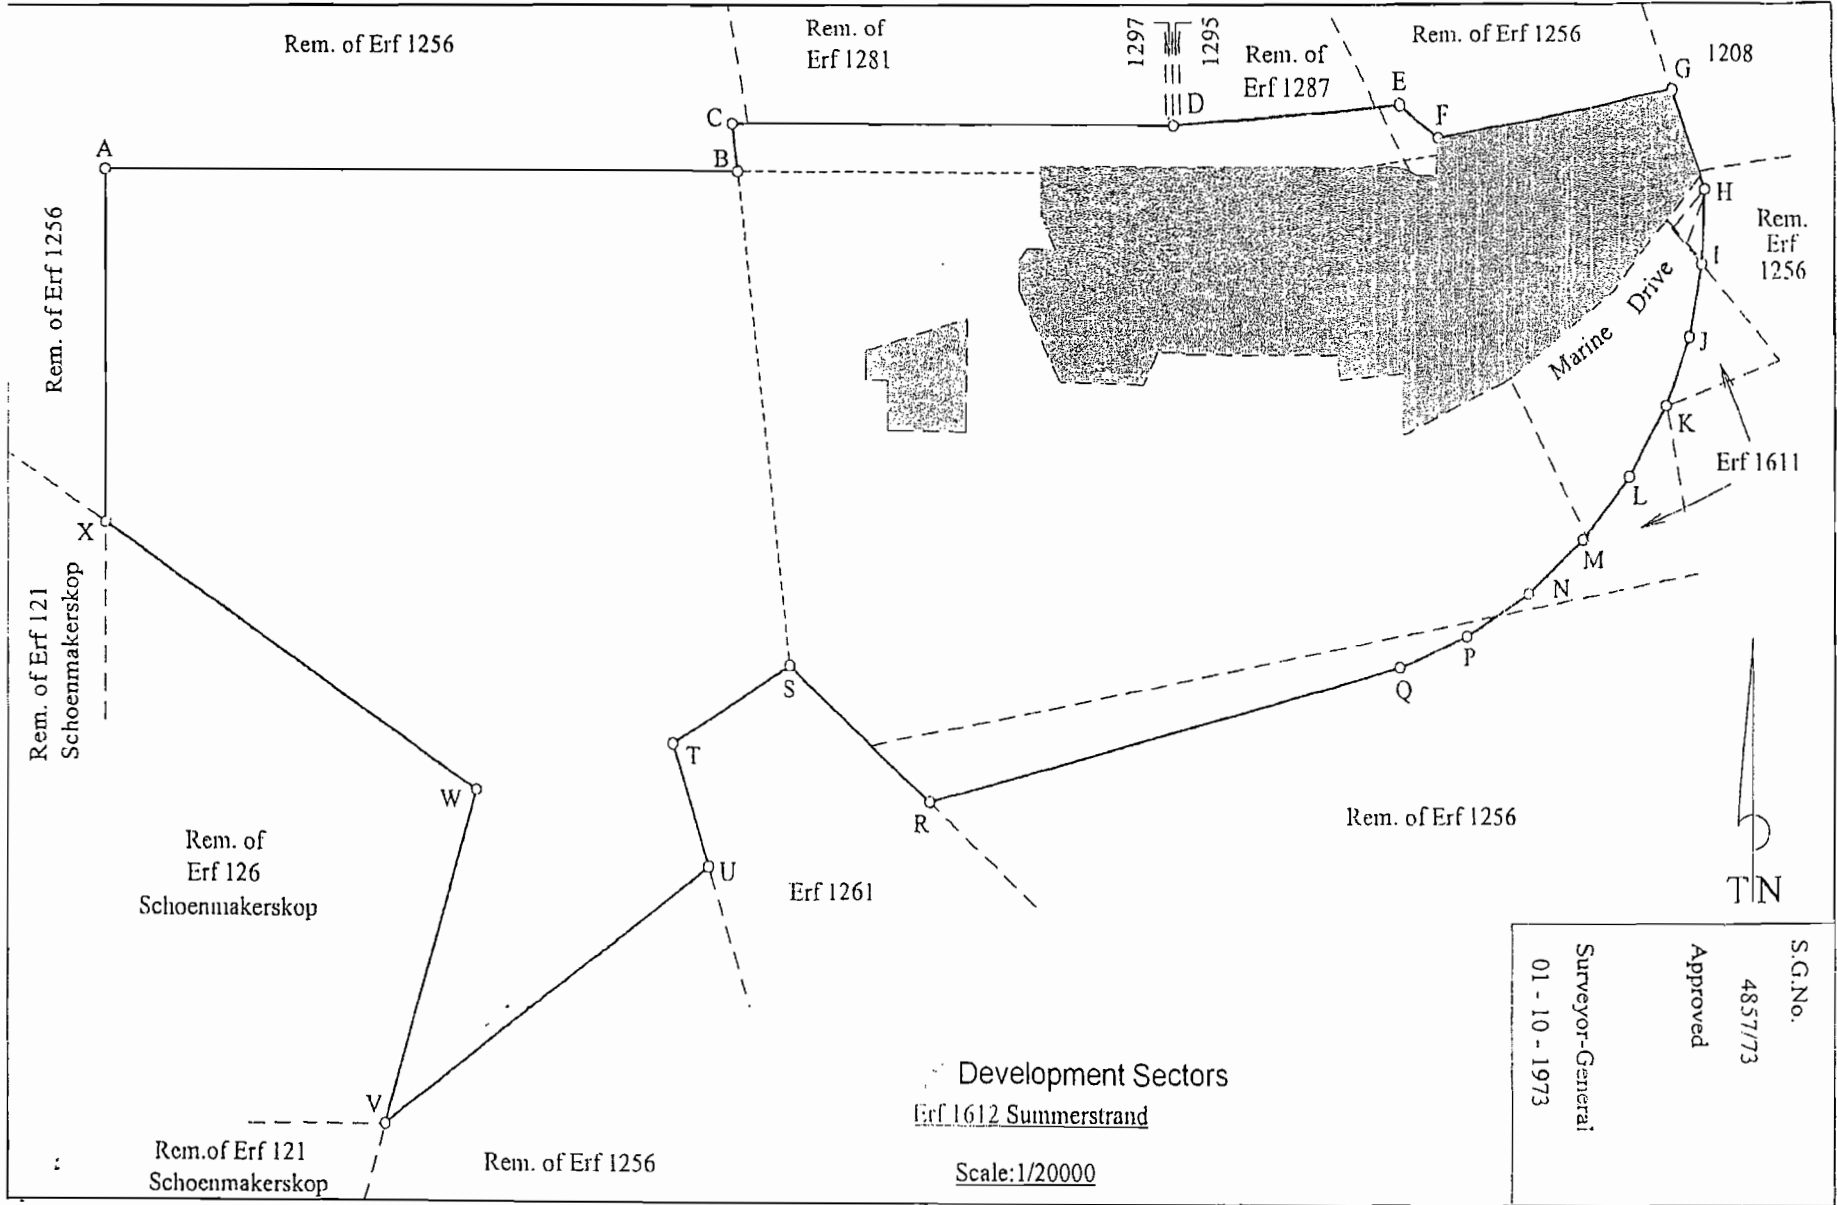 Rem. of Erf 1256
Rem. of
Erf 1281
1297
1295
Rem. of
Erf 1287
Rem. of Erf 1256
1208
G
E
F
D
C
B
A
H
Rem.
Erf
1256
I
Rem. of Erf 1256
Marine Drive
J
K
Erf 1611
L
X
M
N
Rem. of Erf 121
Schoenmakerskop
P
Q
S
T
W
R
Rem. of Erf 1256
Rem. of
Erf 126
Schoenmakerskop
U
Erf 1261
TN
S.G.No.
4857/73
Approved
Surveyor-General
01 - 10 - 1973
Development Sectors
Erf 1612 Summerstrand
V
Rem.of Erf 121
Schoenmakerskop
Rem. of Erf 1256
Scale:1/20000